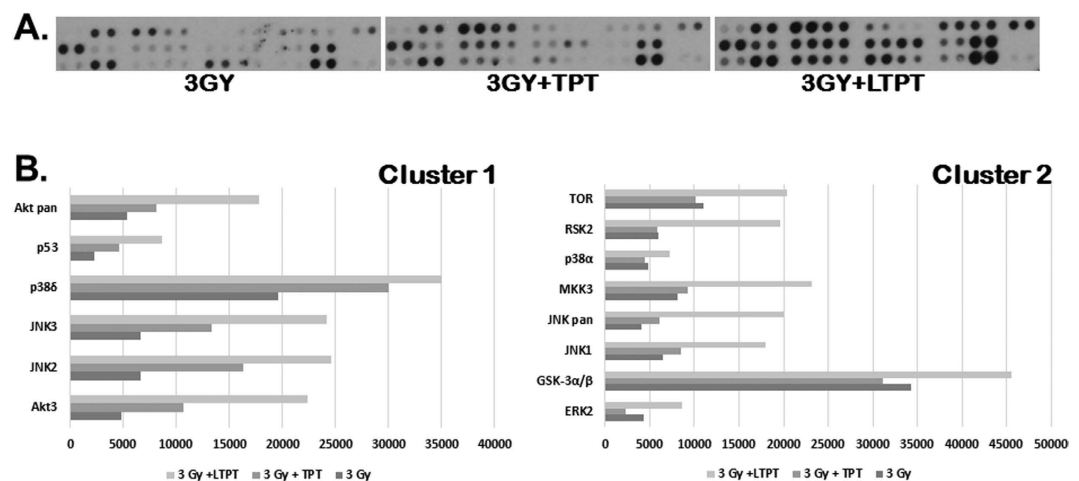 A.
3GY 3GY+TPT 3GY+LTPT
B.
Cluster 1
Akt pan
p53
p38δ
JNK3
JNK2
Akt3
0 5000 10000 15000 20000 25000 30000 35000 40000
3 Gy +LTPT 3 Gy + TPT 3 Gy
Cluster 2
TOR
RSK2
p38α
MKK3
JNK pan
JNK1
GSK-3α/β
ERK2
0 5000 10000 15000 20000 25000 30000 35000 40000 45000 50000
3 Gy +LTPT 3 Gy + TPT 3 Gy